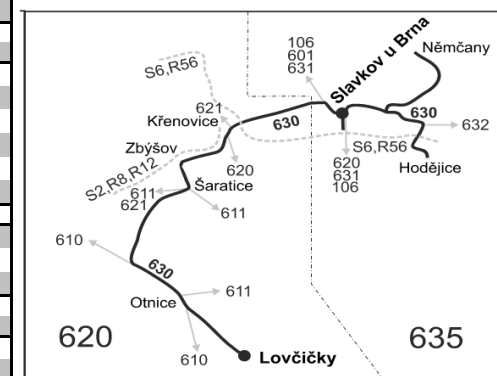 106
601
631
Slavkov u Brna
Němčany
S6,R56
621
Křenovice
630
630
632
Zbýšov
620
S6,R56
Hodějice
S2,R8,R12
611
621
Šaratice
611
620
631
106
610
630
611
Otnice
610
620
635
Lovčičky